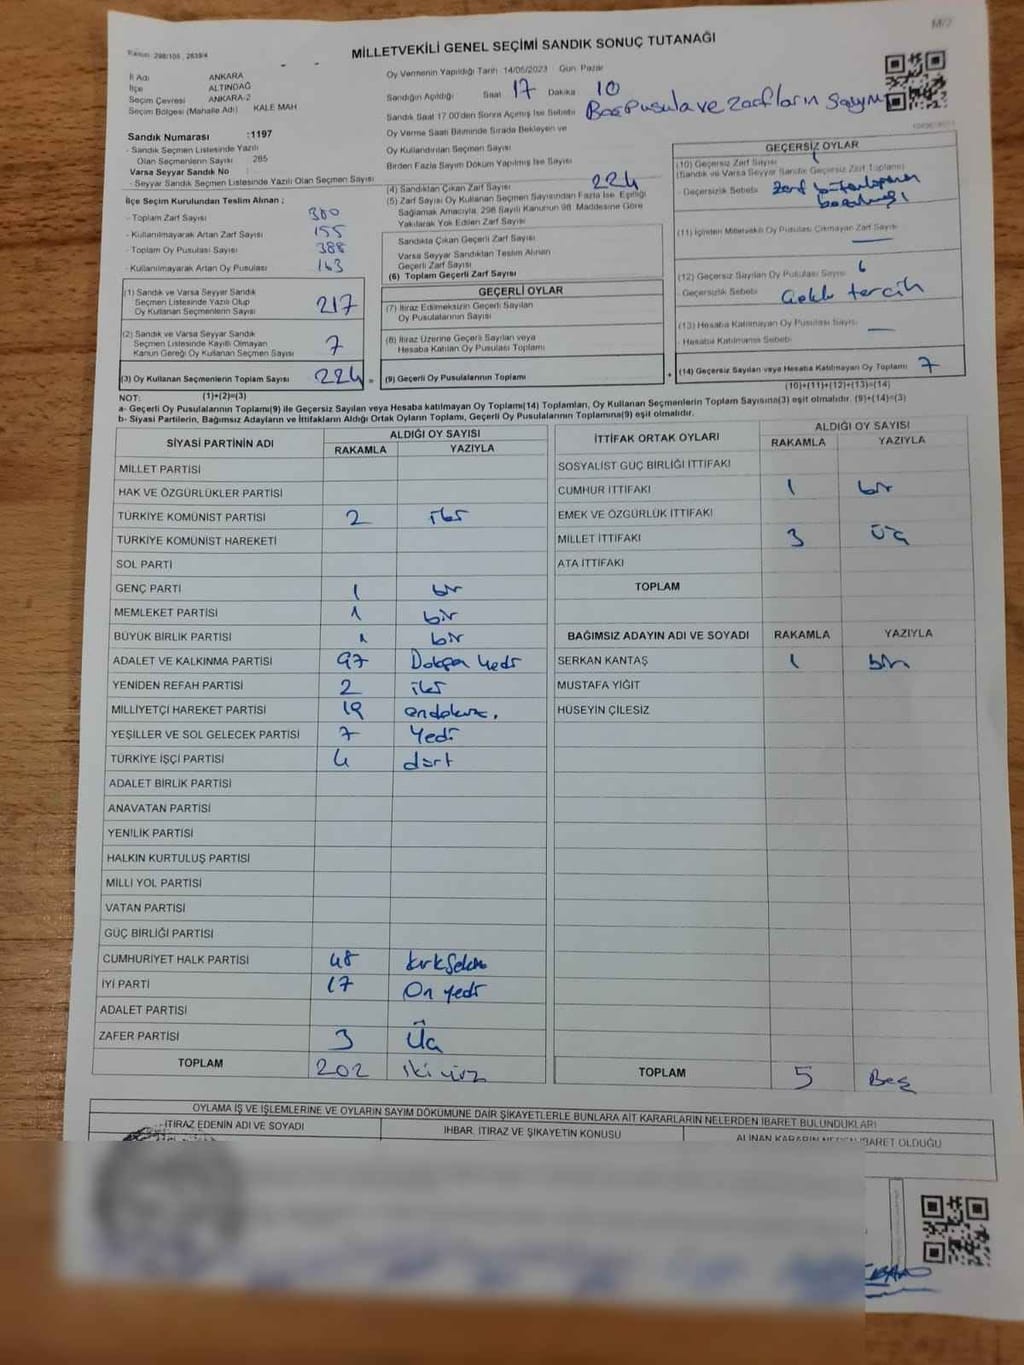 M/2
MİLLETVEKİLİ GENEL SEÇİMİ SANDIK SONUÇ TUTANAĞI
İl Adı ANKARA
İlçe ALTINDAĞ
Seçim Çevresi ANKARA-2
Seçim Bölgesi (Mahalle Adı) KALE MAH
Sandık Numarası :1197
- Sandık Seçmen Listesinde Yazılı
Olan Seçmenlerin Sayısı 285
Varsa Seyyar Sandık No
- Seyyar Sandık Seçmen Listesinde Yazılı Olan Seçmen Sayısı
İlçe Seçim Kurulundan Teslim Alınan ;
- Toplam Zarf Sayısı 380
- Kullanılmayarak Artan Zarf Sayısı 155
- Toplam Oy Pusulası Sayısı 388
- Kullanılmayarak Artan Oy Pusulası 163
(1) Sandık ve Varsa Seyyar Sandık
Seçmen Listesinde Yazılı Olup
Oy Kullanan Seçmenlerin Sayısı 217
(2) Sandık ve Varsa Seyyar Sandık
Seçmen Listesinde Kayıtlı Olmayan
Kanun Gereği Oy Kullanan Seçmen Sayısı 7
(3) Oy Kullanan Seçmenlerin Toplam Sayısı 224 =
(1)+(2)=(3)
Oy Vermenin Yapıldığı Tarih :14/05/2023 Gün: Pazar
Sandığın Açıldığı Saat 17 Dakika 10
Sandık Saat 17.00'den Sonra Açılmış İse Sebebi Boş Pusula ve Zarfların Sayımı
Oy Verme Saati Bitiminde Sırada Bekleyen ve
Oy Kullandırılan Seçmen Sayısı
Birden Fazla Sayım Döküm Yapılmış İse Sayısı
(4) Sandıktan Çıkan Zarf Sayısı 224
(5) Zarf Sayısı Oy Kullanan Seçmen Sayısından Fazla İse, Eşitliği
Sağlamak Amacıyla, 298 Sayılı Kanunun 98. Maddesine Göre
Yakılarak Yok Edilen Zarf Sayısı
Sandıkta Çıkan Geçerli Zarf Sayısı
Varsa Seyyar Sandıktan Teslim Alınan
Geçerli Zarf Sayısı
(6) Toplam Geçerli Zarf Sayısı
GEÇERLİ OYLAR
(7) İtiraz Edilmeksizin Geçerli Sayılan
Oy Pusulalarının Sayısı
(8) İtiraz Üzerine Geçerli Sayılan veya
Hesaba Katılan Oy Pusulası Toplamı
(9) Geçerli Oy Pusulalarının Toplamı +
GEÇERSİZ OYLAR
(10) Geçersiz Zarf Sayısı 1
(Sandık ve Varsa Seyyar Sandık Geçersiz Zarf Toplamı)
- Geçersizlik Sebebi: Zarf
(11) İçinden Milletvekili Oy Pusulası Çıkmayan Zarf Sayısı —
(12) Geçersiz Sayılan Oy Pusulası Sayısı 6
- Geçersizlik Sebebi: Çoklu tercih
(13) Hesaba Katılmayan Oy Pusulası Sayısı —
- Hesaba Katılmama Sebebi
(14) Geçersiz Sayılan veya Hesaba Katılmayan Oy Toplamı 7
(10)+(11)+(12)+(13)=(14)
NOT:
a- Geçerli Oy Pusulalarının Toplamı(9) ile Geçersiz Sayılan veya Hesaba katılmayan Oy Toplamı(14) Toplamları, Oy Kullanan Seçmenlerin Toplam Sayısına(3) eşit olmalıdır. (9)+(14)=(3)
b- Siyasi Partilerin, Bağımsız Adayların ve İttifakların Aldığı Ortak Oyların Toplamı, Geçerli Oy Pusulalarının Toplamına(9) eşit olmalıdır.
SİYASİ PARTİNİN ADI ALDIĞI OY SAYISI
RAKAMLA YAZIYLA
MİLLET PARTİSİ
HAK VE ÖZGÜRLÜKLER PARTİSİ
TÜRKİYE KOMÜNİST PARTİSİ 2 iki
TÜRKİYE KOMÜNİST HAREKETİ
SOL PARTİ
GENÇ PARTİ 1 bir
MEMLEKET PARTİSİ 1 bir
BÜYÜK BİRLİK PARTİSİ 1 bir
ADALET VE KALKINMA PARTİSİ 97 Doksan Yedi
YENİDEN REFAH PARTİSİ 2 iki
MİLLİYETÇİ HAREKET PARTİSİ 19 ondokuz.
YEŞİLLER VE SOL GELECEK PARTİSİ 7 Yedi
TÜRKİYE İŞÇİ PARTİSİ 4 dört
ADALET BİRLİK PARTİSİ
ANAVATAN PARTİSİ
YENİLİK PARTİSİ
HALKIN KURTULUŞ PARTİSİ
MİLLİ YOL PARTİSİ
VATAN PARTİSİ
GÜÇ BİRLİĞİ PARTİSİ
CUMHURİYET HALK PARTİSİ 48 Kırksekiz
İYİ PARTİ 17 On yedi
ADALET PARTİSİ
ZAFER PARTİSİ 3 Üç
TOPLAM 202 iki yüz
İTTİFAK ORTAK OYLARI ALDIĞI OY SAYISI
RAKAMLA YAZIYLA
SOSYALİST GÜÇ BİRLİĞİ İTTİFAKI
CUMHUR İTTİFAKI 1 bir
EMEK VE ÖZGÜRLÜK İTTİFAKI
MİLLET İTTİFAKI 3 üç
ATA İTTİFAKI
TOPLAM
BAĞIMSIZ ADAYIN ADI VE SOYADI RAKAMLA YAZIYLA
SERKAN KANTAŞ 1 bir
MUSTAFA YİĞİT
HÜSEYİN ÇİLESİZ
TOPLAM 5 Beş
OYLAMA İŞ VE İŞLEMLERİNE VE OYLARIN SAYIM DÖKÜMÜNE DAİR ŞİKAYETLERLE BUNLARA AİT KARARLARIN NELERDEN İBARET BULUNDUKLARI
İTİRAZ EDENİN ADI VE SOYADI İHBAR, İTİRAZ VE ŞİKAYETİN KONUSU ALINAN KARARIN NEDEN İBARET OLDUĞU